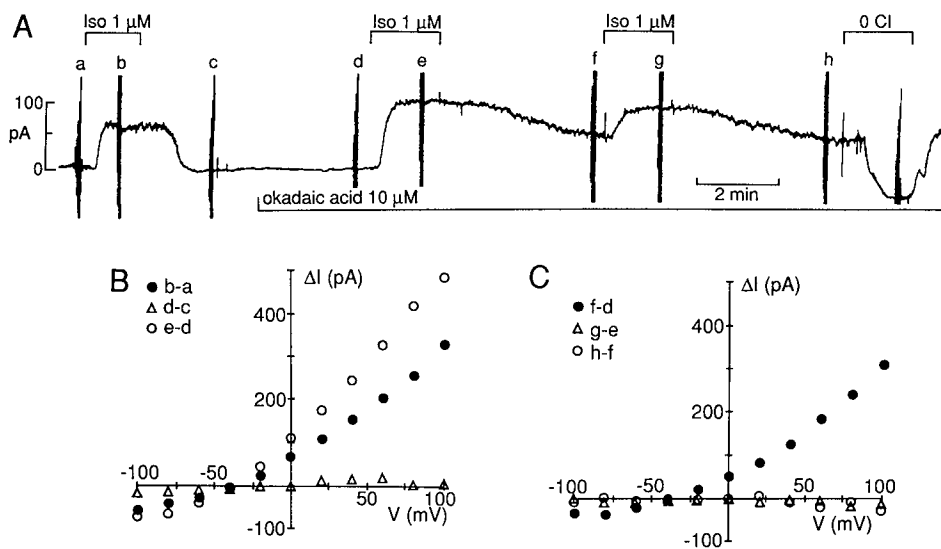 A
Iso 1 μM
Iso 1 μM
Iso 1 μM
0 Cl
a
b
c
d
e
f
g
h
100
pA
0
okadaic acid 10 μM
2 min
B
b-a
d-c
e-d
ΔI (pA)
400
200
-100
-50
50
100
V (mV)
-100
C
f-d
g-e
h-f
ΔI (pA)
400
200
-100
-50
50
100
V (mV)
-100